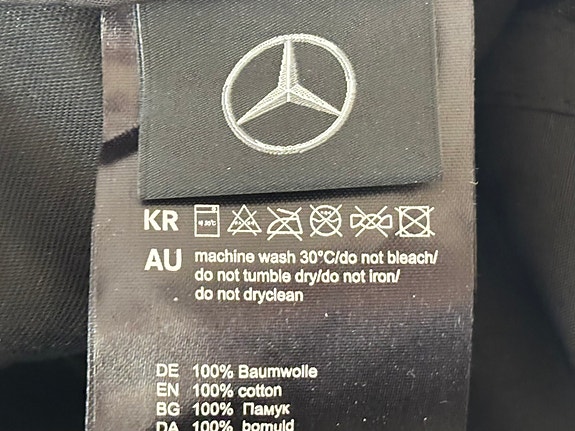 KR
AU machine wash 30°C/do not bleach/
do not tumble dry/do not iron/
do not dryclean
DE 100% Baumwolle
EN 100% cotton
BG 100% Памук
DA 100% bomuld